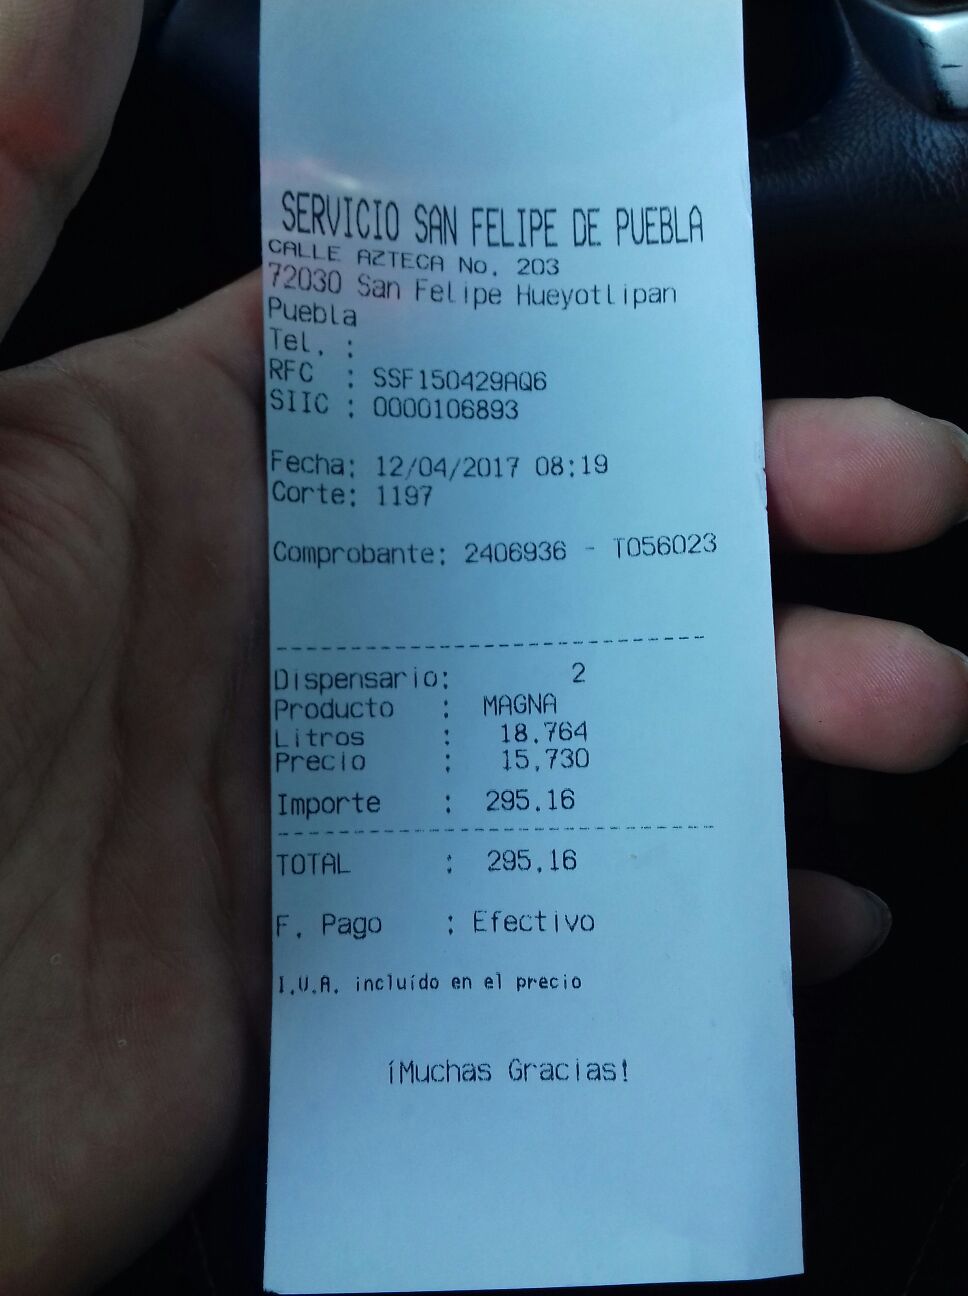 SERVICIO SAN FELIPE DE PUEBLA
CALLE AZTECA No. 203
72030 San Felipe Hueyotlipan
Puebla
Tel. :
RFC : SSF150429AQ6
SIIC : 0000106893
Fecha: 12/04/2017 08:19
Corte: 1197
Comprobante: 2406936 - T056023
Dispensario: 2
Producto : MAGNA
Litros : 18.764
Precio : 15.730
Importe : 295.16
TOTAL : 295.16
F. Pago : Efectivo
I.V.A. incluído en el precio
¡Muchas Gracias!